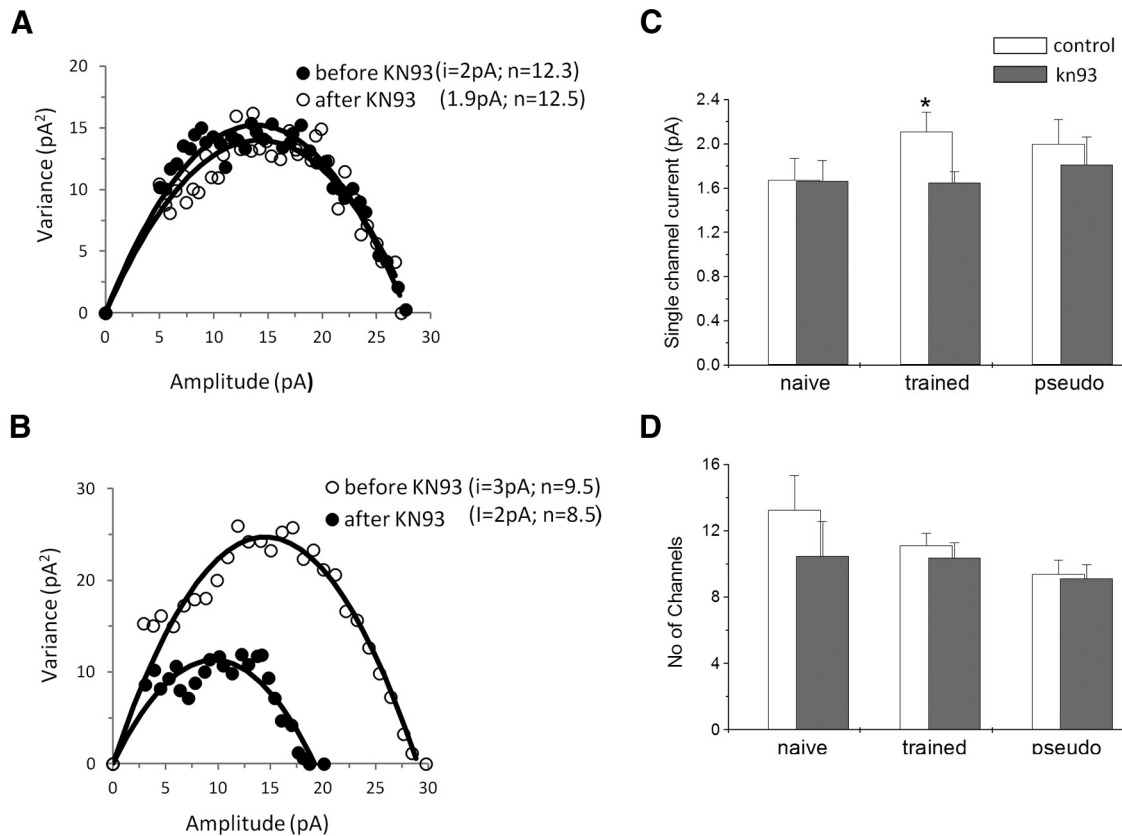 A
Variance (pA²)
20
15
10
5
0
before KN93 (i=2pA; n=12.3)
after KN93 (1.9pA; n=12.5)
0 5 10 15 20 25 30
Amplitude (pA)
B
Variance (pA²)
30
20
10
0
before KN93 (i=3pA; n=9.5)
after KN93 (I=2pA; n=8.5)
0 5 10 15 20 25 30
Amplitude (pA)
C
control
kn93
Single channel current (pA)
2.4
2.0
1.6
1.2
0.8
0.4
0.0
*
naive trained pseudo
D
No of Channels
16
12
8
4
0
naive trained pseudo